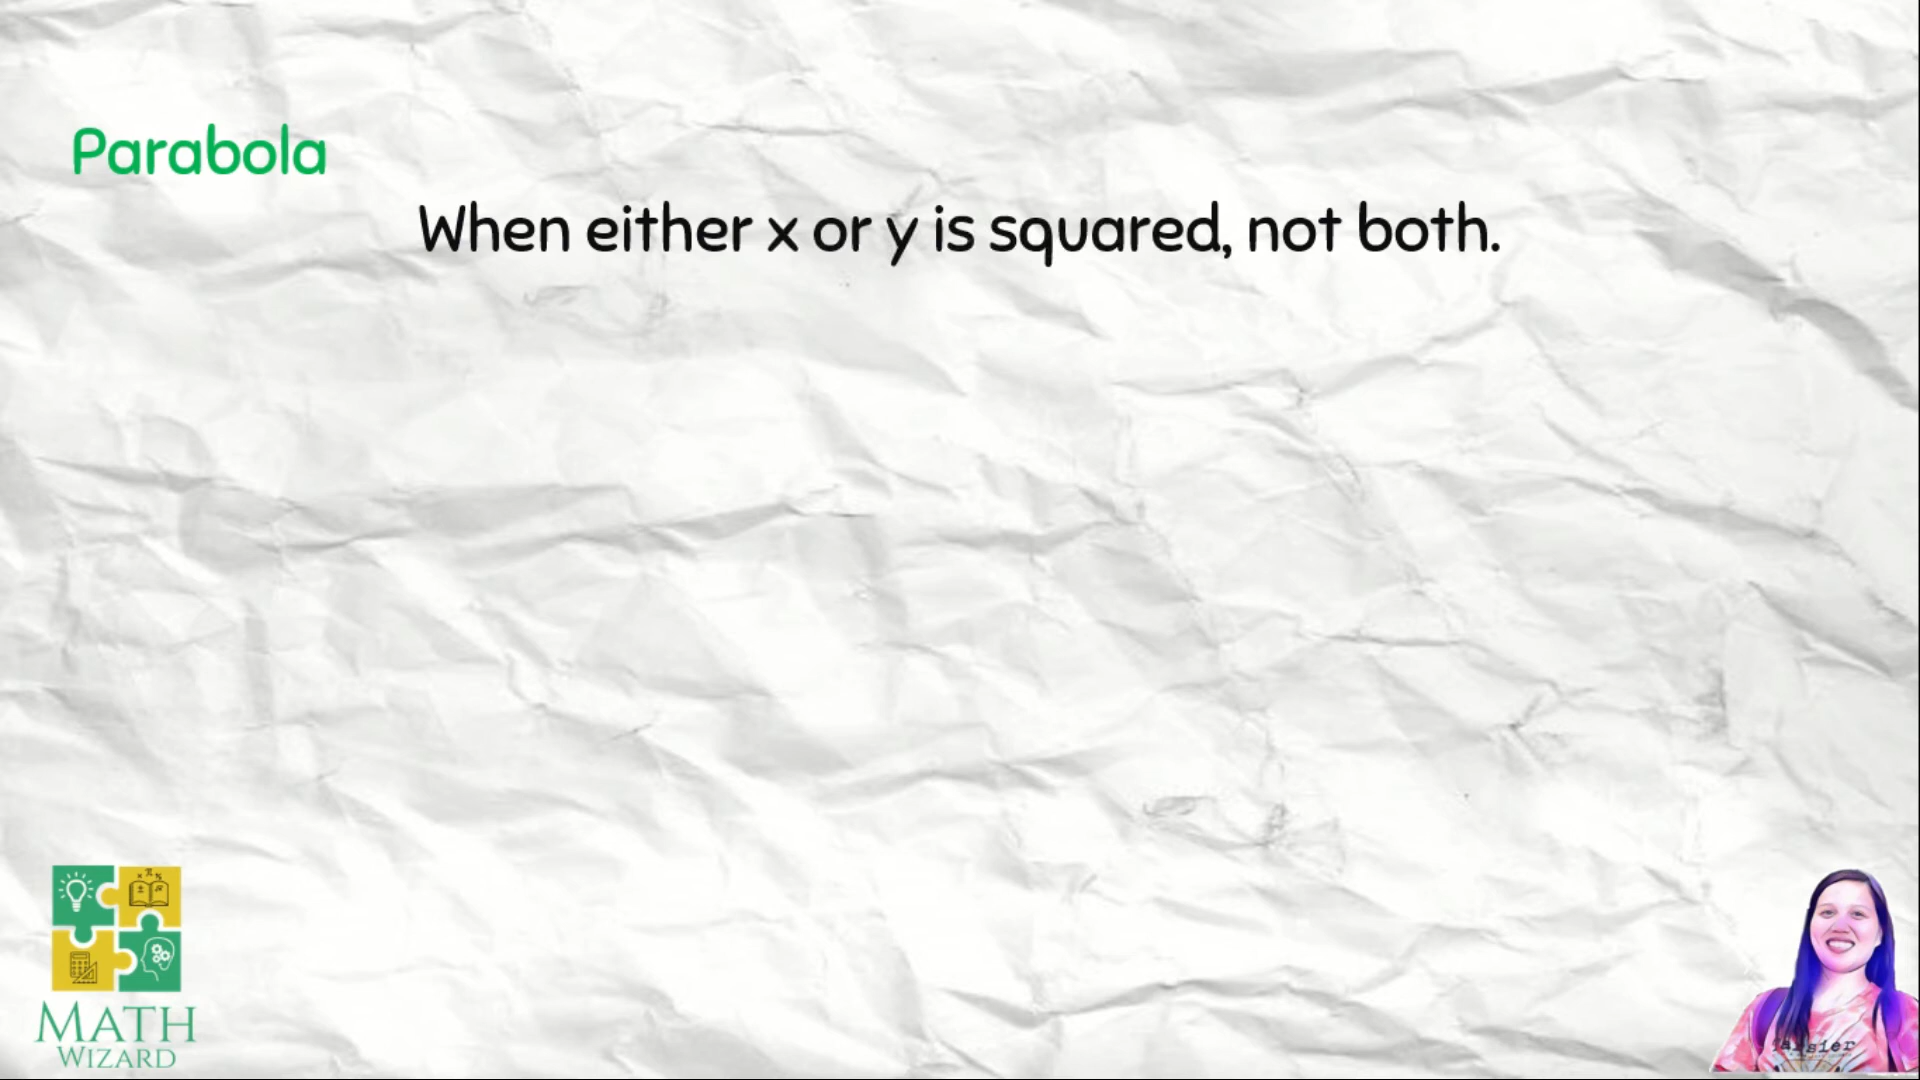 Parabola
When either x or y is squared, not both.
MATH
WIZARD